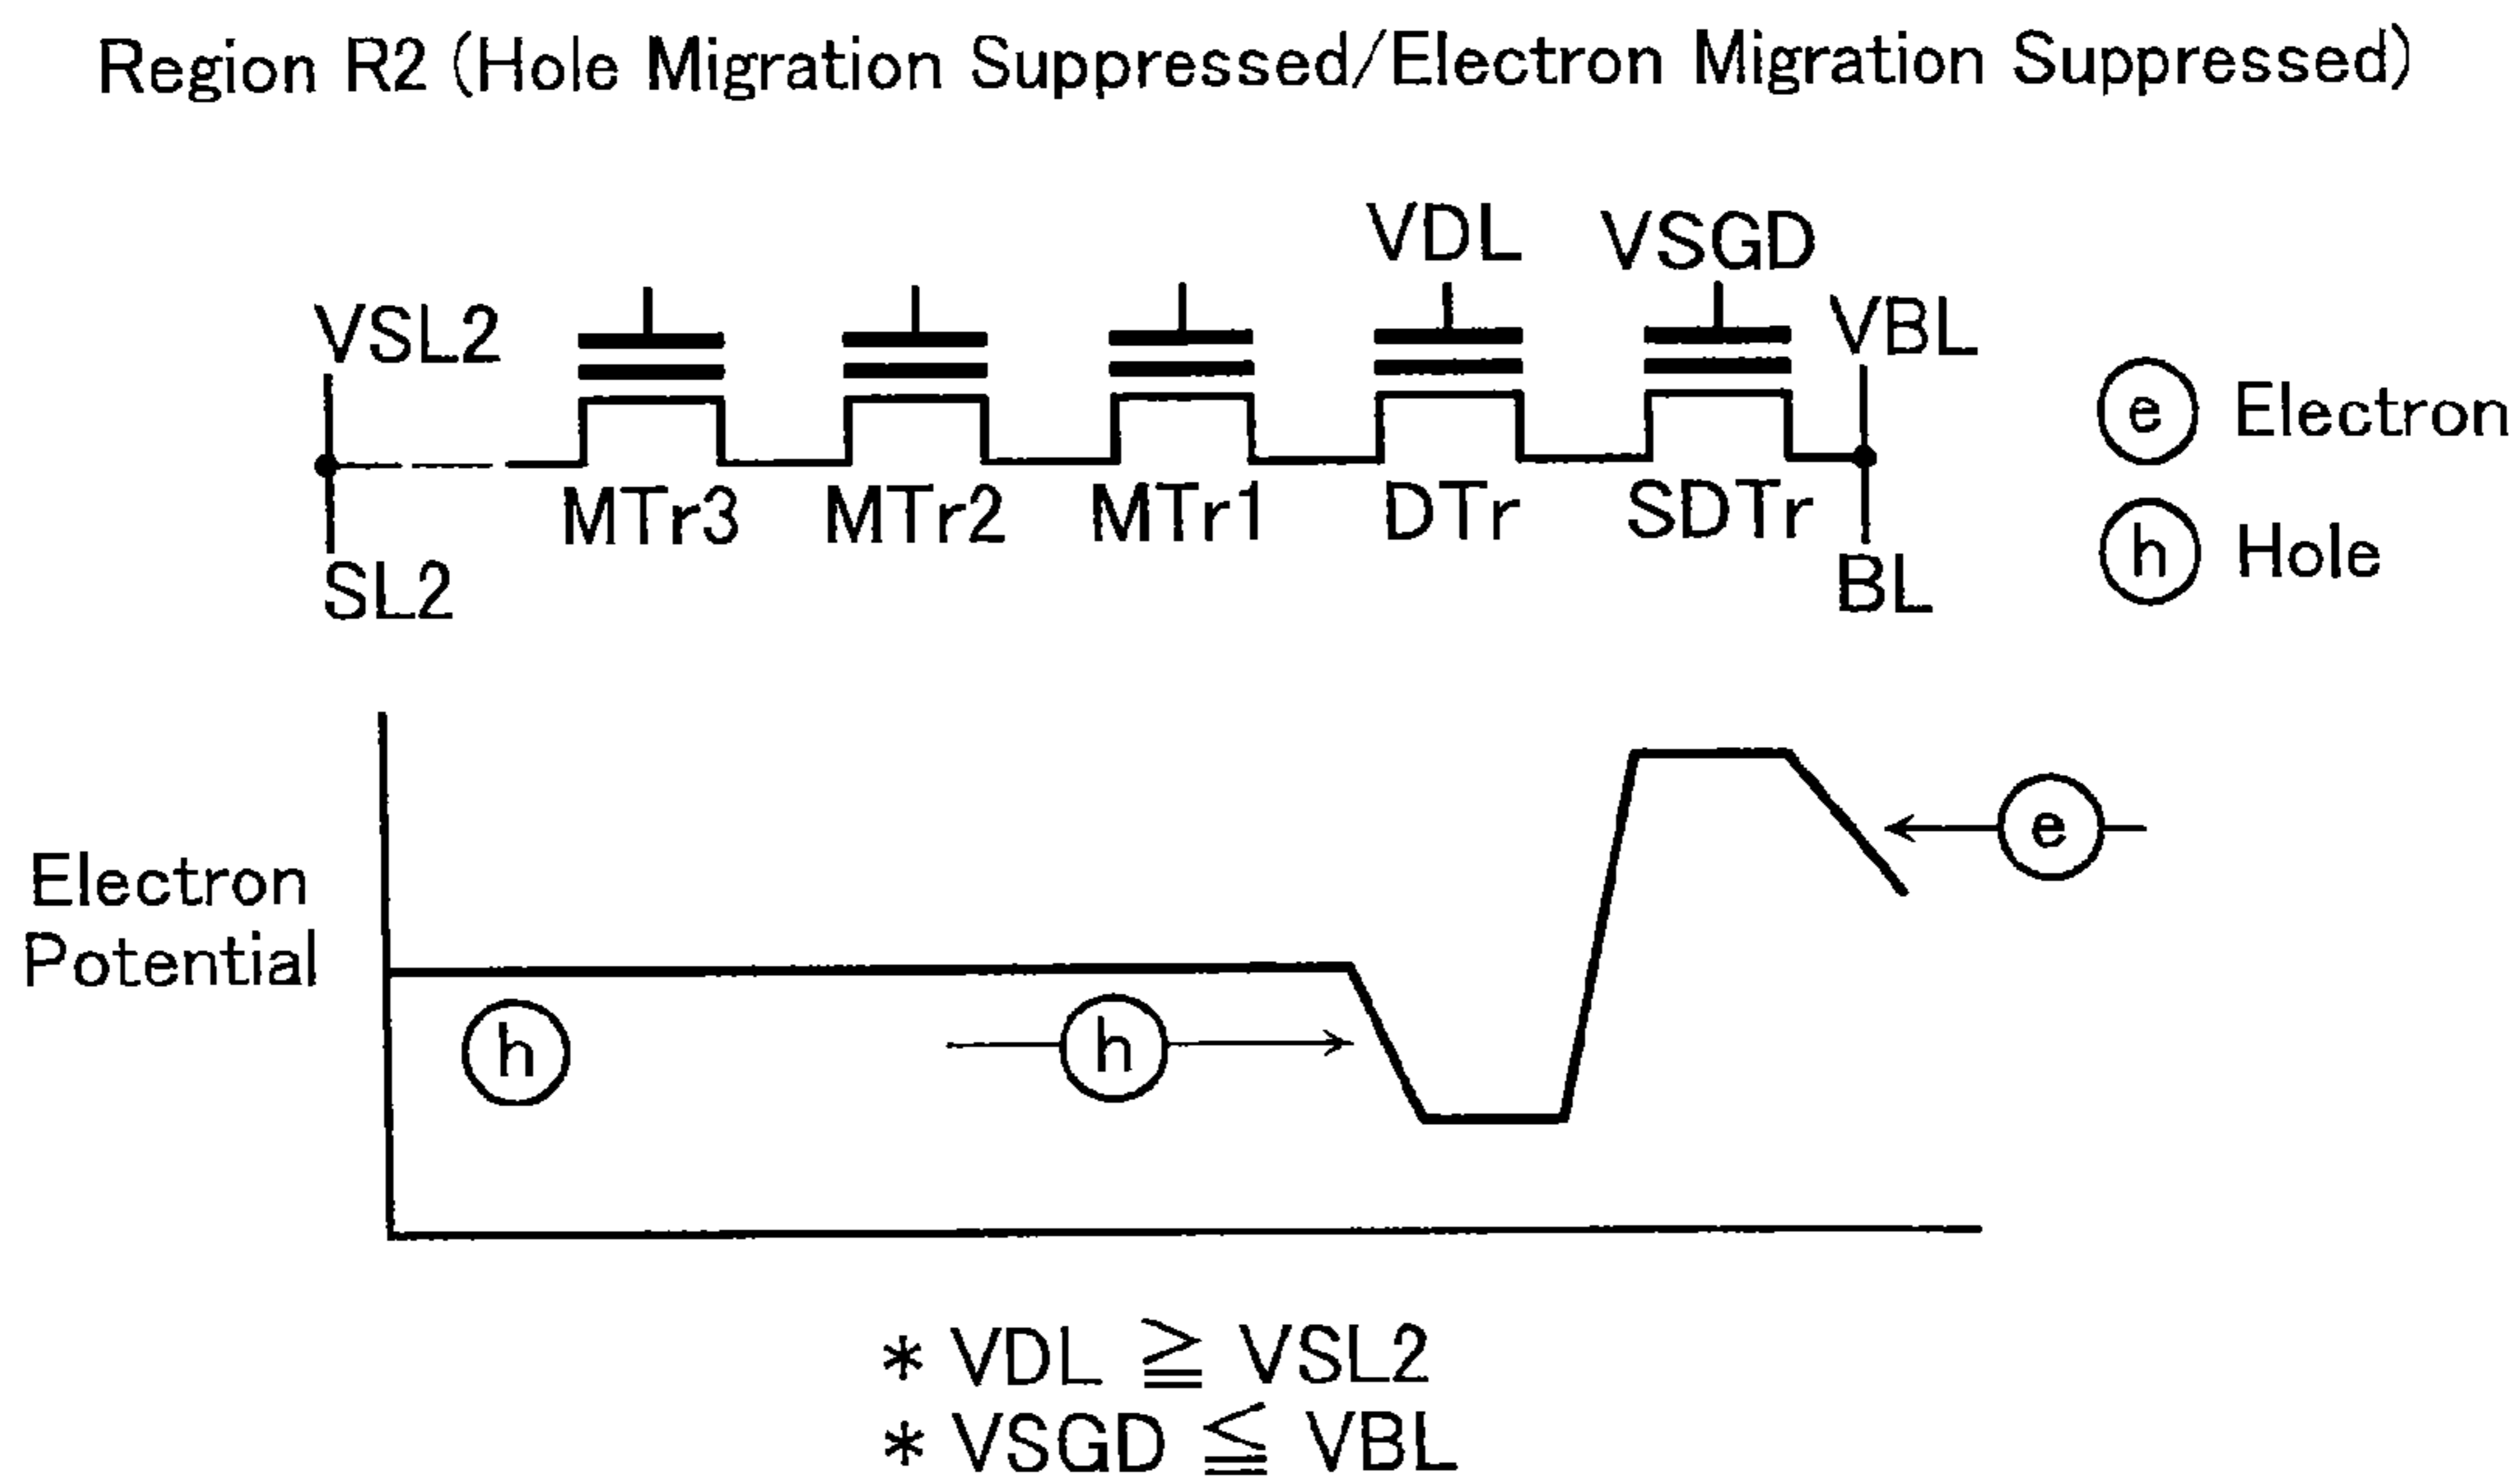 Region R2 (Hole Migration Suppressed/Electron Migration Suppressed)
VDL VSGD
VSL2 VBL
e Electron
MTr3 MTr2 MTr1 DTr SDTr
h Hole
SL2 BL
e
Electron
Potential
h h
* VDL ≧ VSL2
* VSGD ≦ VBL